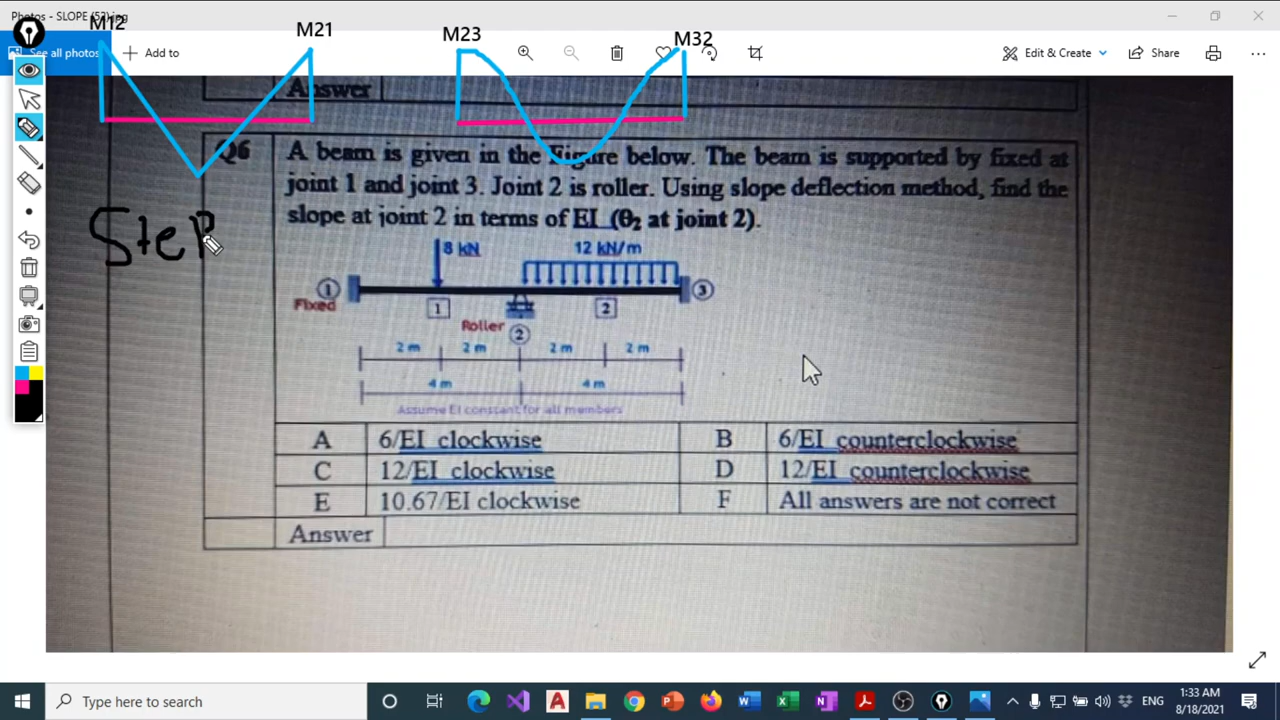 Photos - SLOPE (52).jpg
M12
M21
M23
M32
See all photos
Add to
Edit & Create
Share
Answer
Q6
A beam is given in the Figure below. The beam is supported by fixed at
joint 1 and joint 3. Joint 2 is roller. Using slope deflection method, find the
slope at joint 2 in terms of EI (θ2 at joint 2).
SteP
8 kN
12 kN/m
1
3
Fixed
1
2
Roller
2
2 m
2 m
2 m
2 m
4 m
4 m
Assume EI constant for all members
A 6/EI clockwise B 6/EI counterclockwise
C 12/EI clockwise D 12/EI counterclockwise
E 10.67/EI clockwise F All answers are not correct
Answer
Type here to search
ENG
1:33 AM
8/18/2021